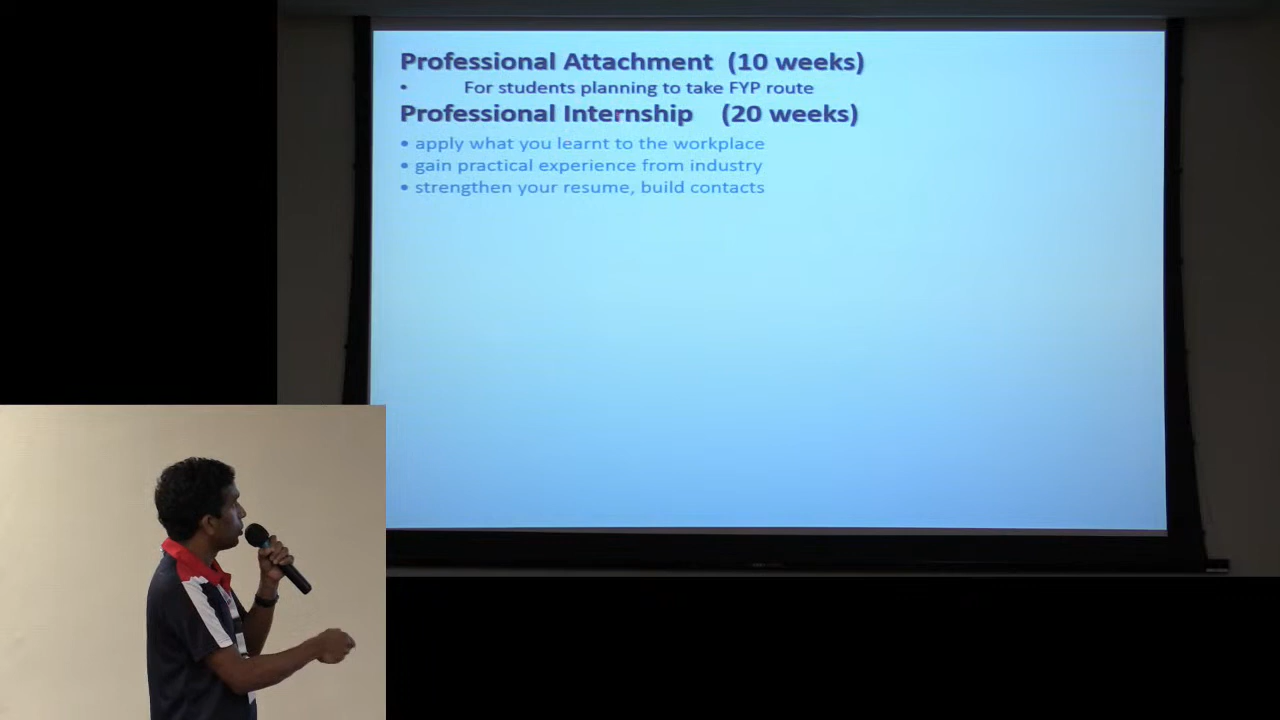 Professional Attachment (10 weeks)
• For students planning to take FYP route
Professional Internship (20 weeks)
• apply what you learnt to the workplace
• gain practical experience from industry
• strengthen your resume, build contacts